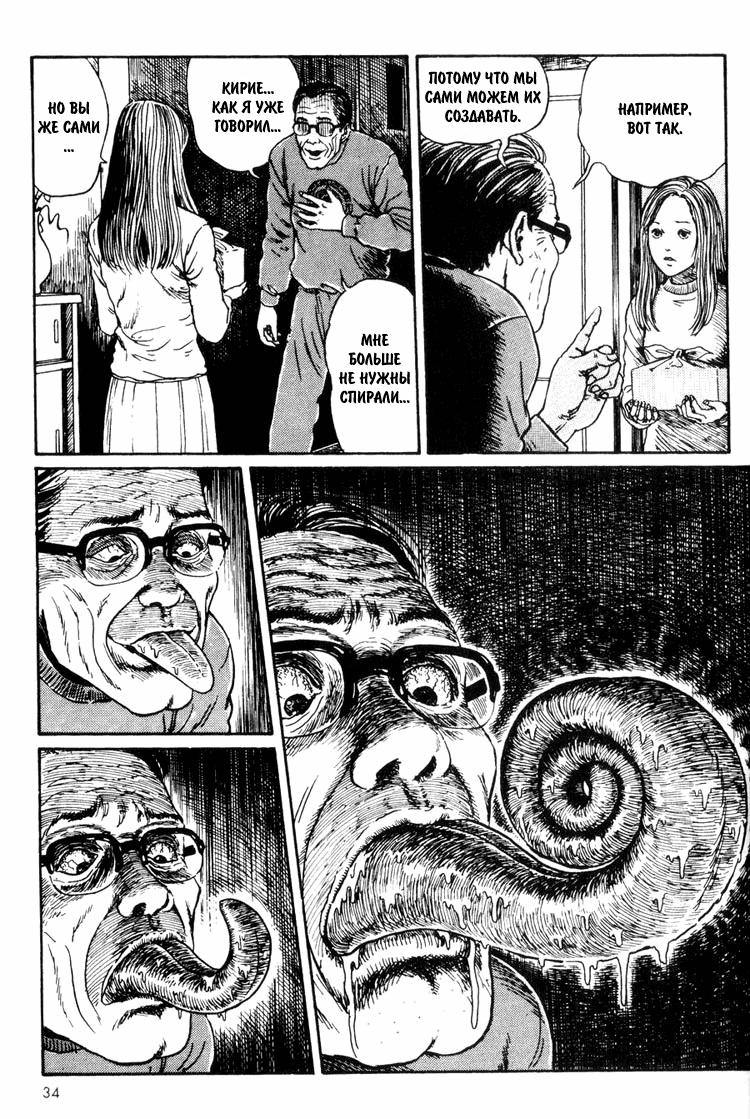 НО ВЫ
ЖЕ САМИ
...
КИРИЕ...
КАК Я УЖЕ
ГОВОРИЛ...
МНЕ
БОЛЬШЕ
НЕ НУЖНЫ
СПИРАЛИ...
ПОТОМУ ЧТО МЫ
САМИ МОЖЕМ ИХ
СОЗДАВАТЬ.
НАПРИМЕР,
ВОТ ТАК.
34